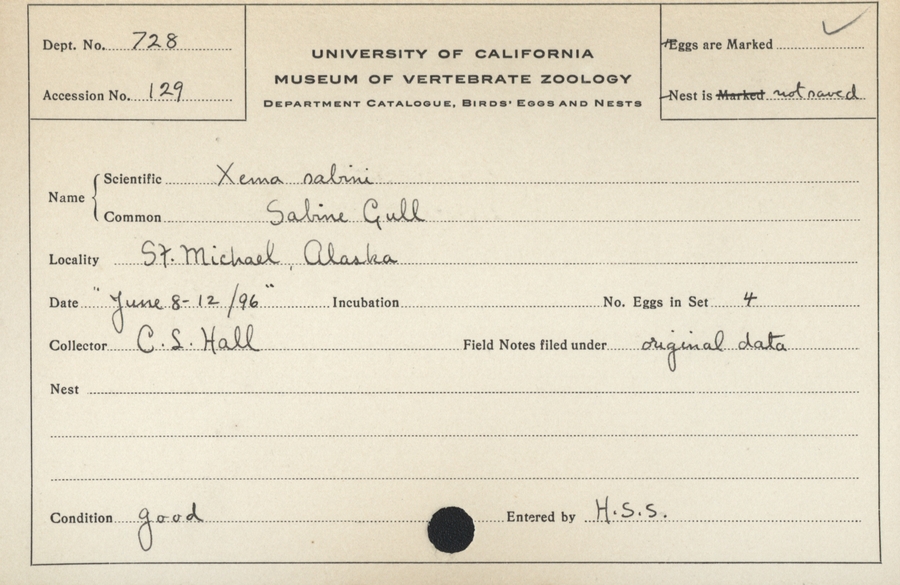 Dept. No. 728
Accession No. 129
UNIVERSITY OF CALIFORNIA
MUSEUM OF VERTEBRATE ZOOLOGY
DEPARTMENT CATALOGUE, BIRDS' EGGS AND NESTS
Eggs are Marked ✓
Nest is Marked not saved
Name { Scientific Xema sabini
Common Sabine Gull
Locality St. Michael, Alaska
Date "June 8-12/96" Incubation No. Eggs in Set 4
Collector C. S. Hall Field Notes filed under original data
Nest
Condition good Entered by H.S.S.